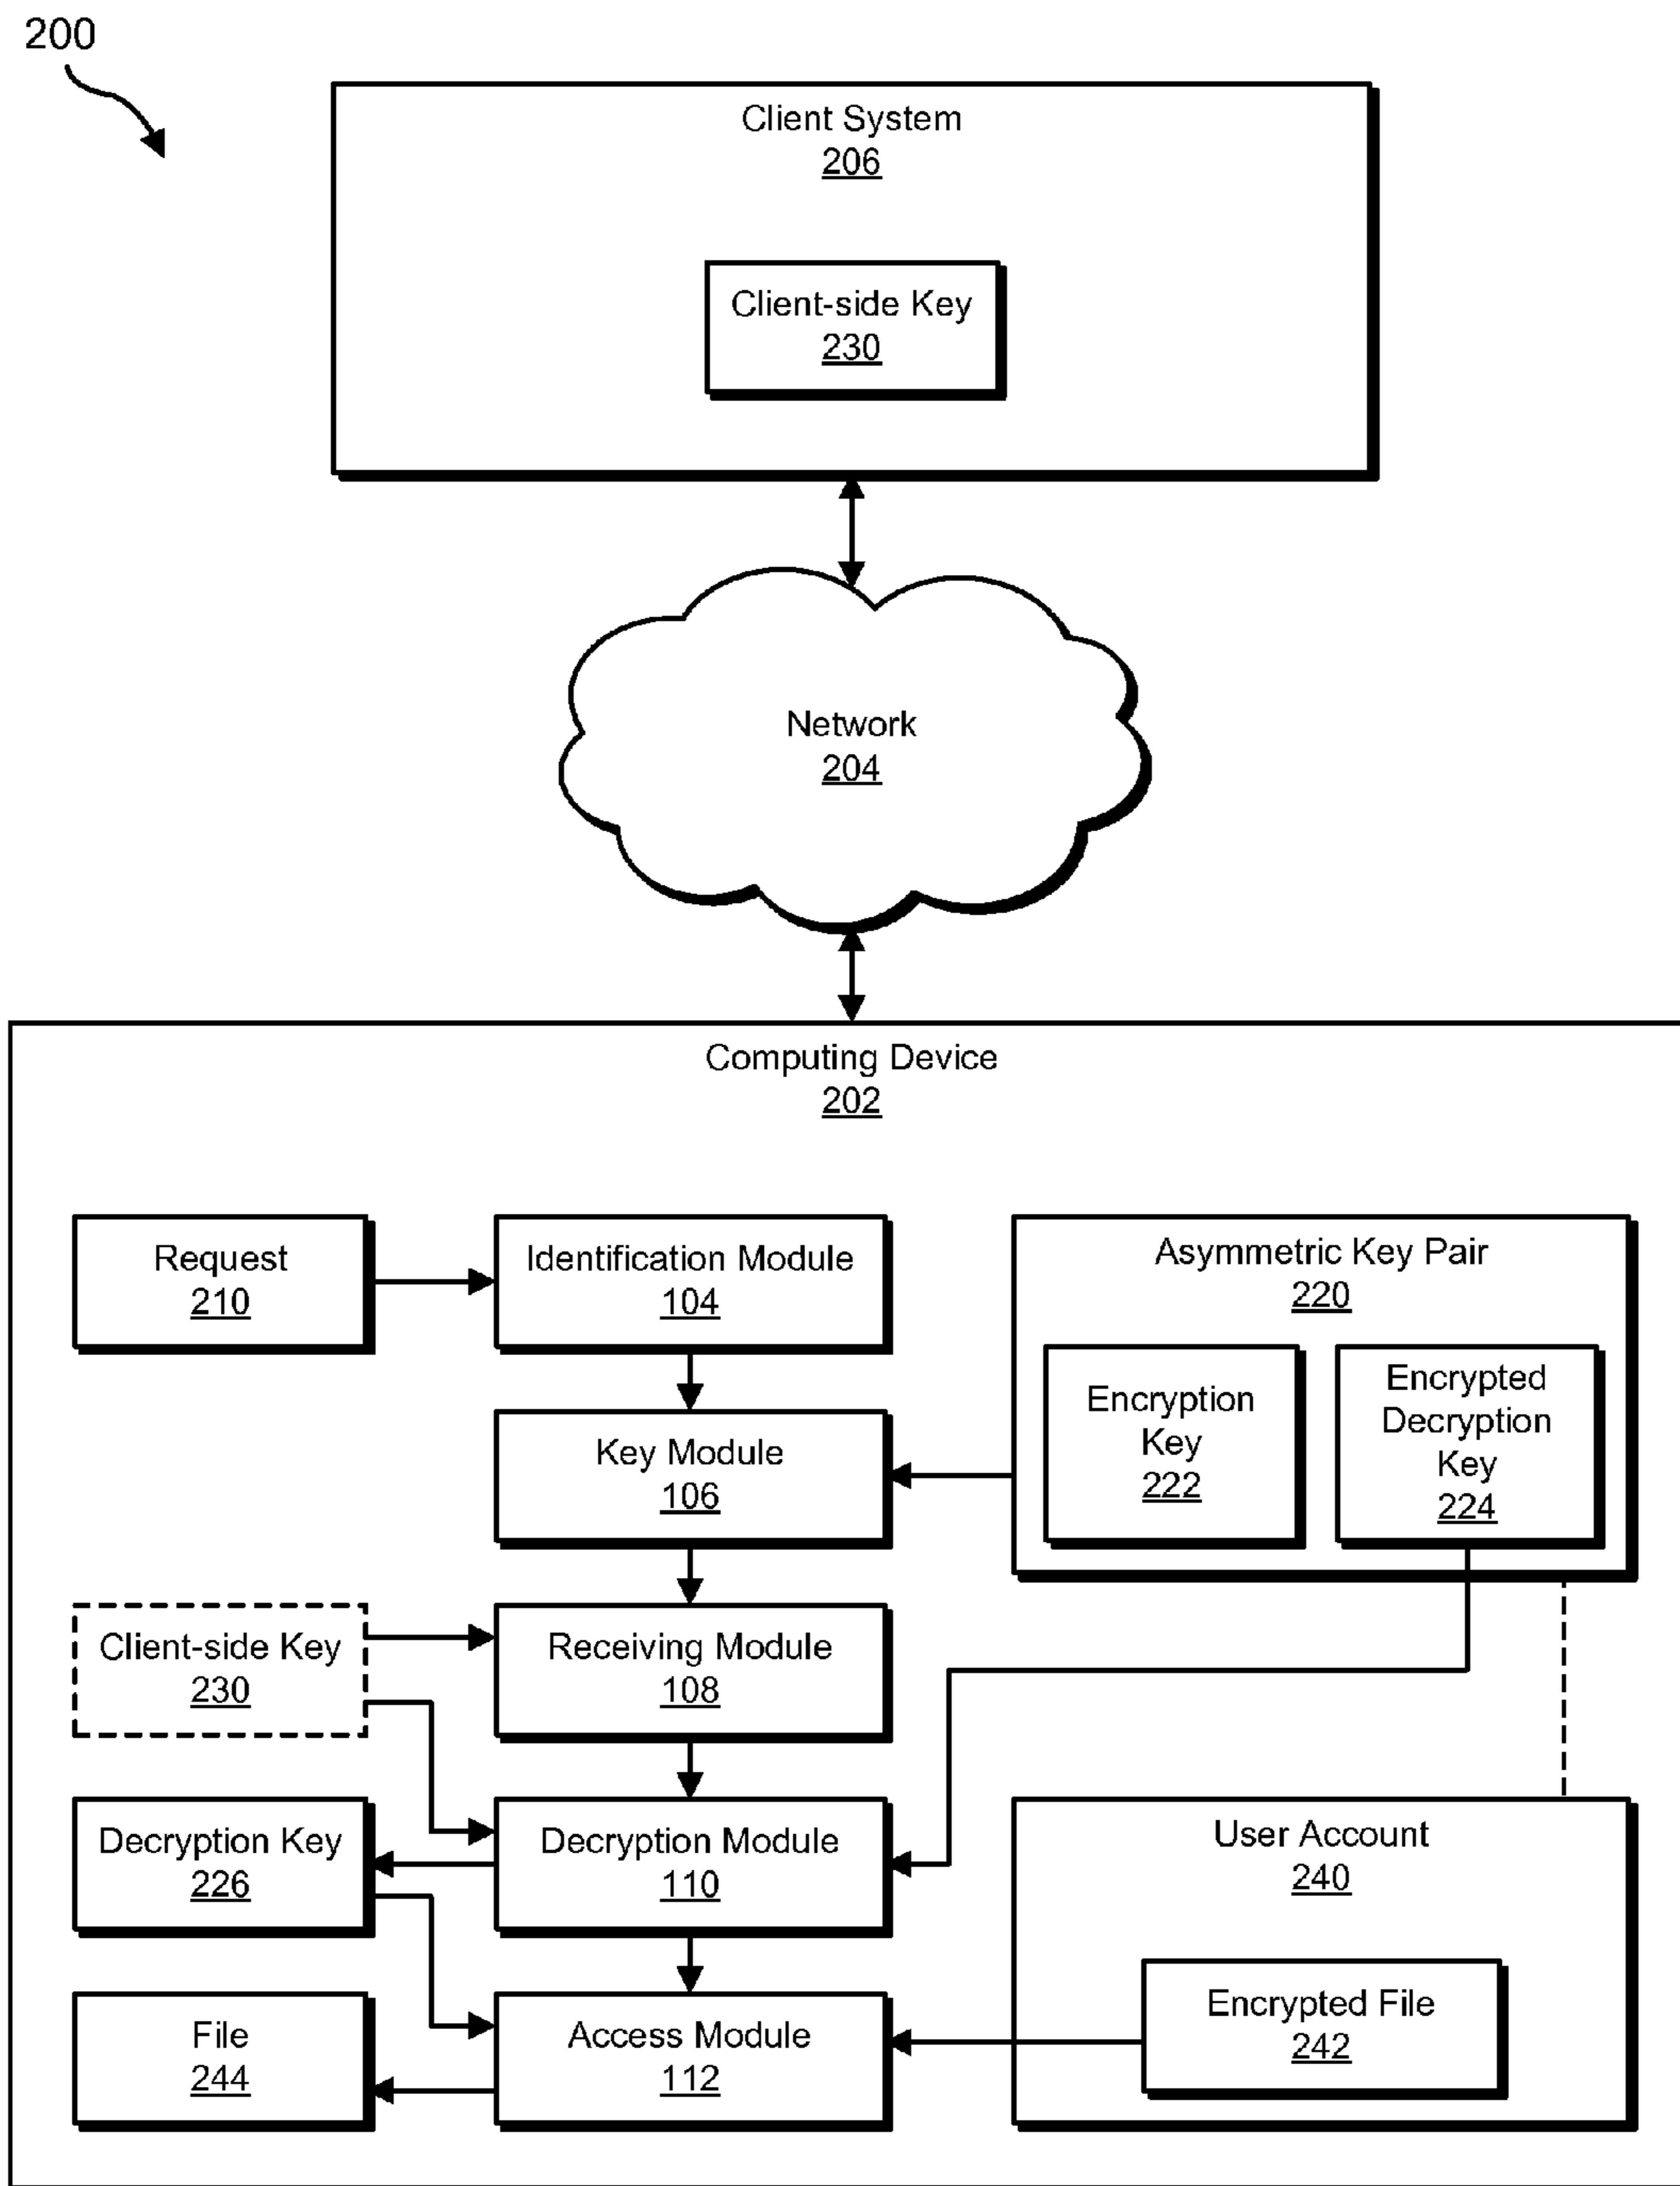 200
Client System
206
Client-side Key
230
Network
204
Computing Device
202
Request
210
Identification Module
104
Asymmetric Key Pair
220
Encryption
Key
222
Encrypted
Decryption
Key
224
Key Module
106
Client-side Key
230
Receiving Module
108
Decryption Key
226
Decryption Module
110
User Account
240
File
244
Access Module
112
Encrypted File
242